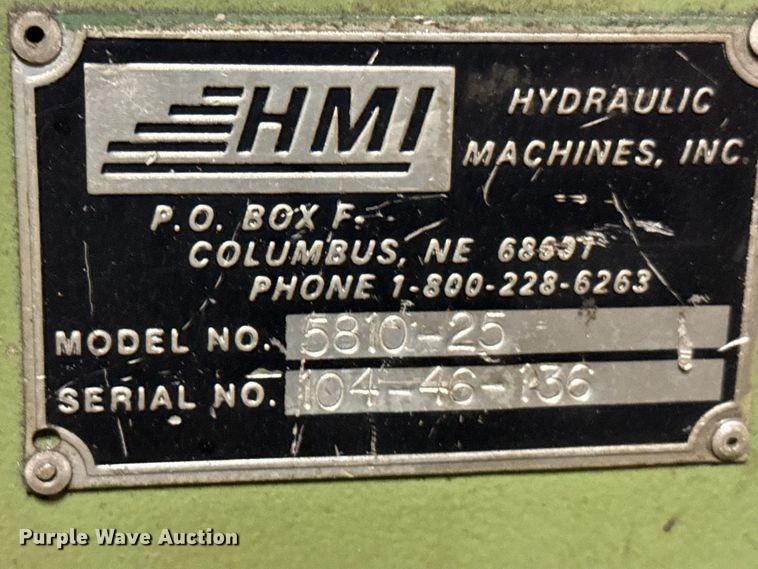 HMI
HYDRAULIC
MACHINES, INC.
P.O. BOX F
COLUMBUS, NE
PHONE 1-800-228-6263
MODEL NO. 5810-25
SERIAL NO. 104-46-136
Purple Wave Auction